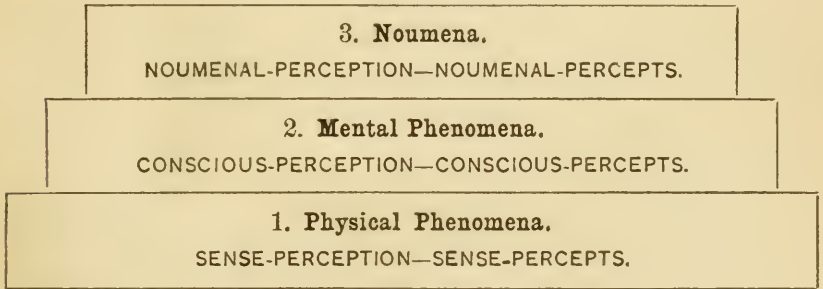 3. Noumena.
NOUMENAL-PERCEPTION—NOUMENAL-PERCEPTS.
2. Mental Phenomena.
CONSCIOUS-PERCEPTION—CONSCIOUS-PERCEPTS.
1. Physical Phenomena.
SENSE-PERCEPTION—SENSE-PERCEPTS.